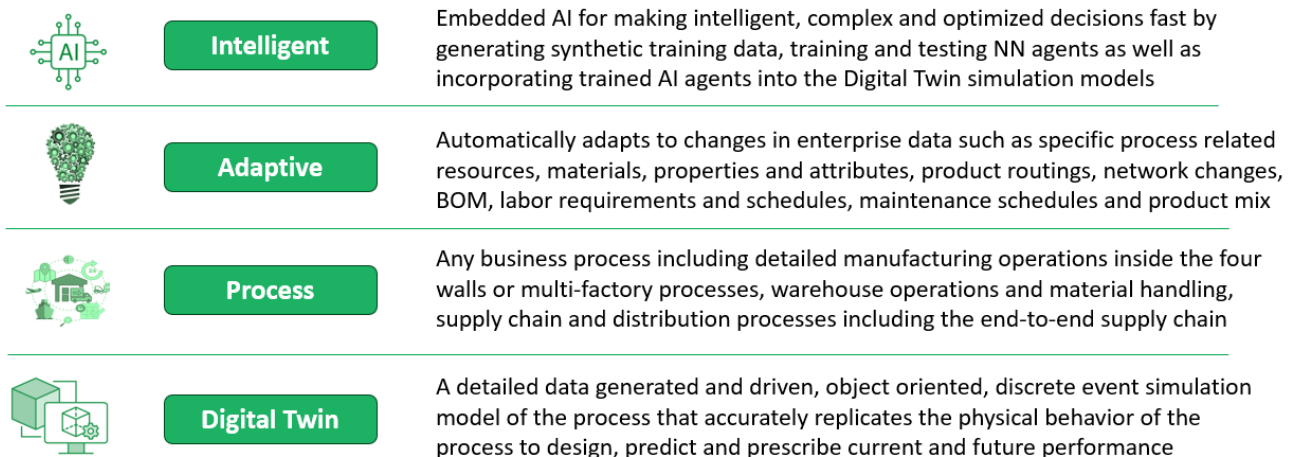 AI
Intelligent
Embedded AI for making intelligent, complex and optimized decisions fast by
generating synthetic training data, training and testing NN agents as well as
incorporating trained AI agents into the Digital Twin simulation models
Adaptive
Automatically adapts to changes in enterprise data such as specific process related
resources, materials, properties and attributes, product routings, network changes,
BOM, labor requirements and schedules, maintenance schedules and product mix
Process
Any business process including detailed manufacturing operations inside the four
walls or multi-factory processes, warehouse operations and material handling,
supply chain and distribution processes including the end-to-end supply chain
Digital Twin
A detailed data generated and driven, object oriented, discrete event simulation
model of the process that accurately replicates the physical behavior of the
process to design, predict and prescribe current and future performance